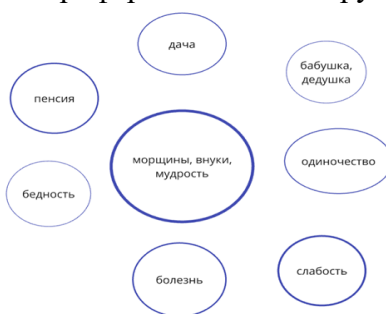 дача
бабушка,
дедушка
пенсия
морщины, внуки,
мудрость
одиночество
бедность
болезнь
слабость